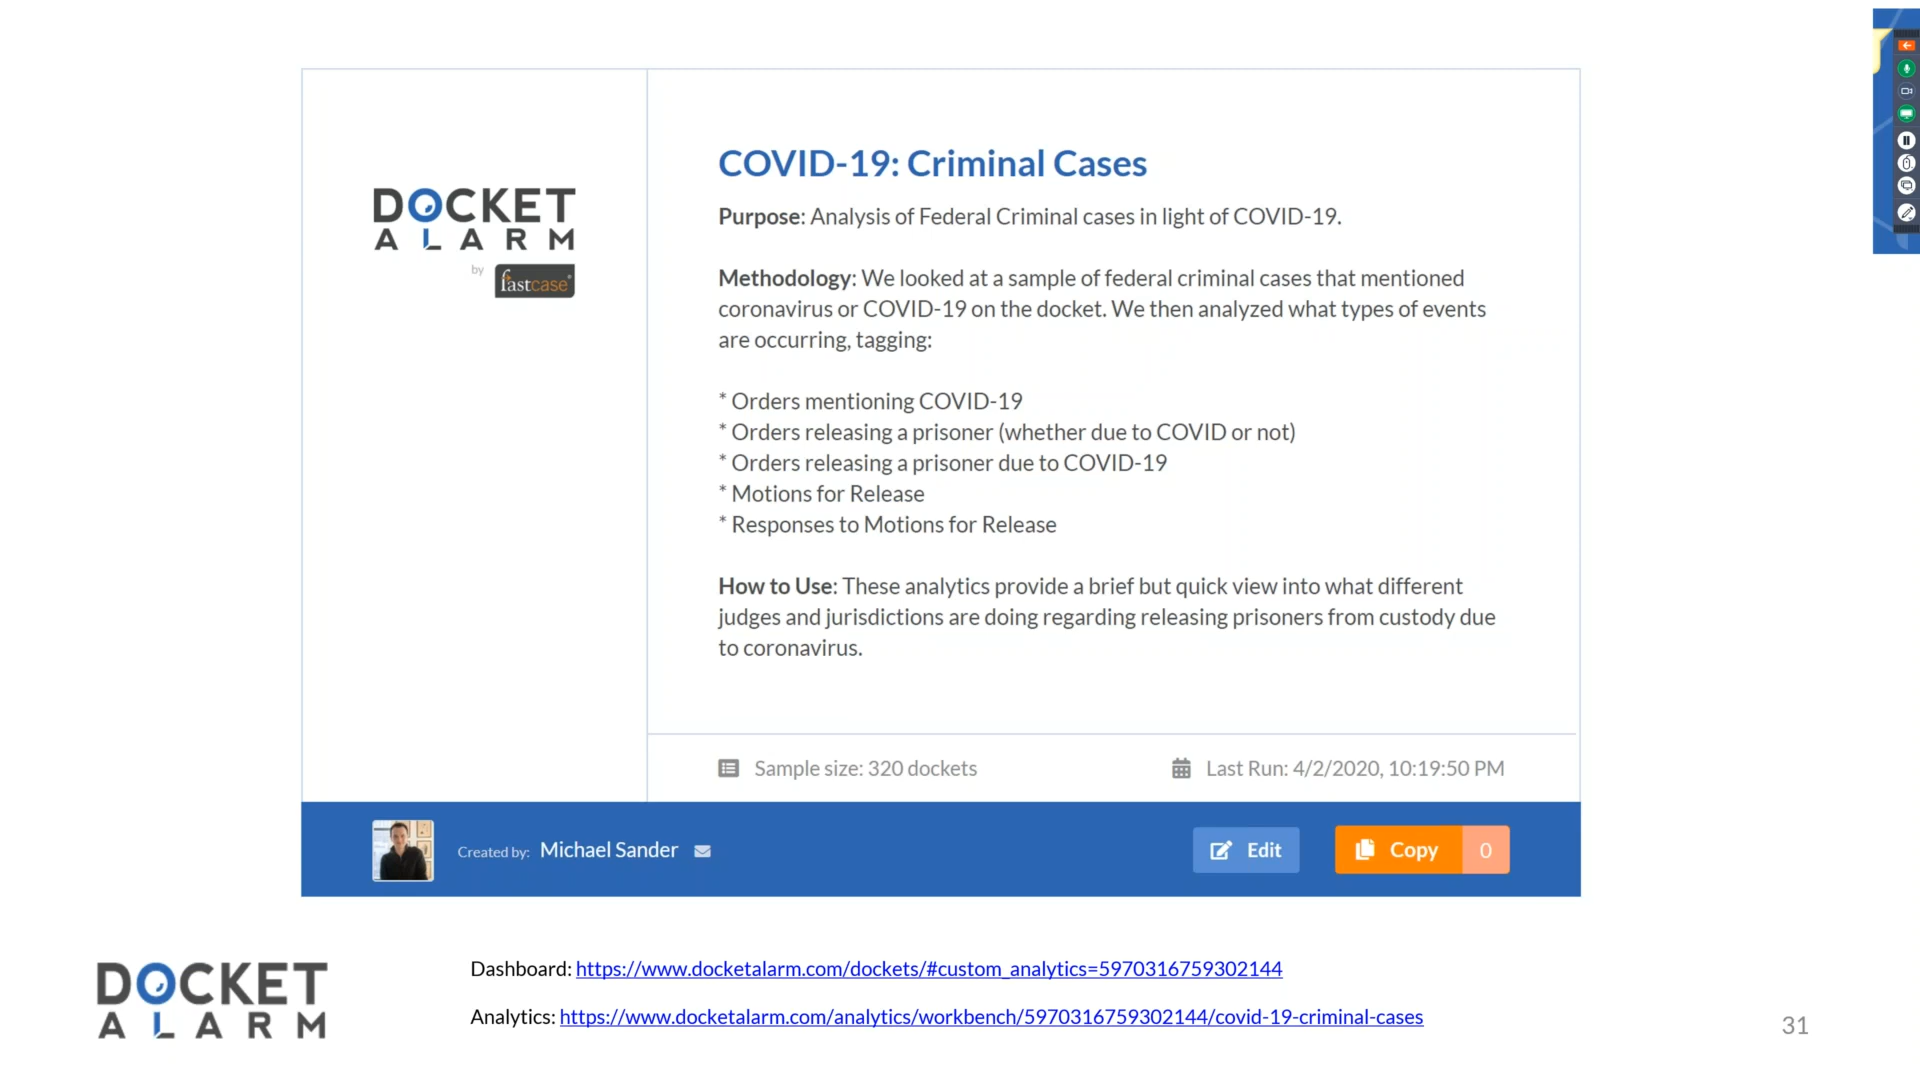 DOCKET
ALARM
by fastcase
COVID-19: Criminal Cases
Purpose: Analysis of Federal Criminal cases in light of COVID-19.
Methodology: We looked at a sample of federal criminal cases that mentioned
coronavirus or COVID-19 on the docket. We then analyzed what types of events
are occurring, tagging:
* Orders mentioning COVID-19
* Orders releasing a prisoner (whether due to COVID or not)
* Orders releasing a prisoner due to COVID-19
* Motions for Release
* Responses to Motions for Release
How to Use: These analytics provide a brief but quick view into what different
judges and jurisdictions are doing regarding releasing prisoners from custody due
to coronavirus.
Sample size: 320 dockets
Last Run: 4/2/2020, 10:19:50 PM
Created by: Michael Sander
Edit
Copy 0
DOCKET
ALARM
Dashboard: https://www.docketalarm.com/dockets/#custom_analytics=5970316759302144
Analytics: https://www.docketalarm.com/analytics/workbench/5970316759302144/covid-19-criminal-cases
31